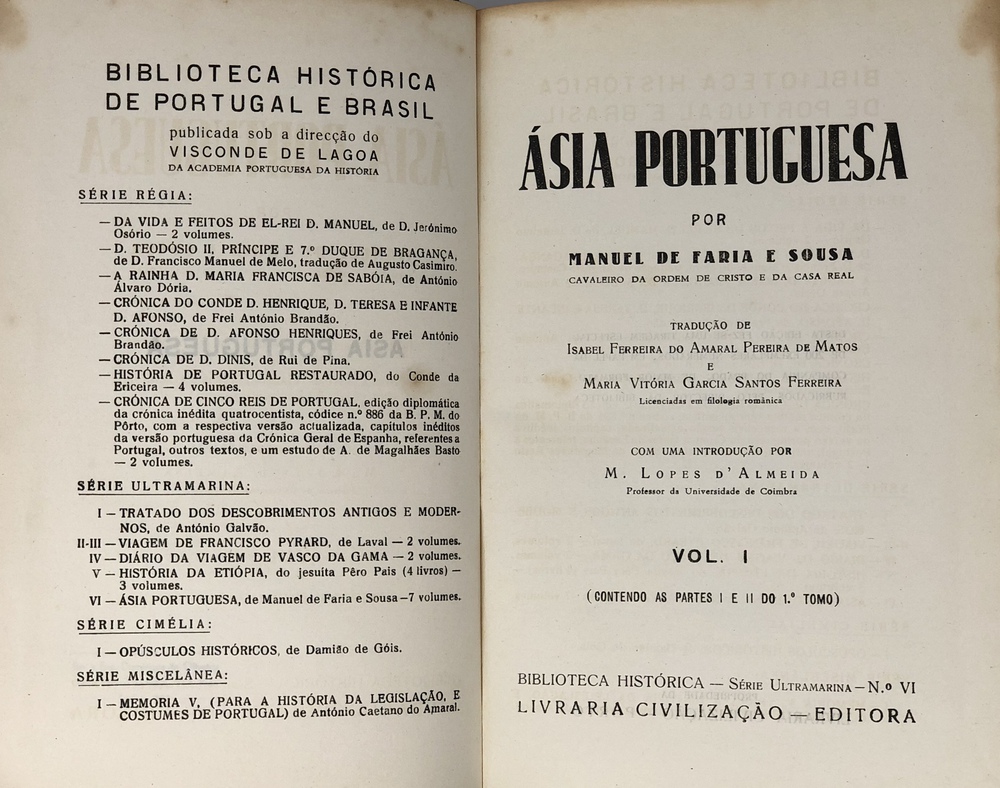 BIBLIOTECA HISTÓRICA
DE PORTUGAL E BRASIL
publicada sob a direcção do
VISCONDE DE LAGOA
DA ACADEMIA PORTUGUESA DA HISTÓRIA
SÉRIE RÉGIA:
— DA VIDA E FEITOS DE EL-REI D. MANUEL, de D. Jerónimo
Osório — 2 volumes.
— D. TEODÓSIO II, PRÍNCIPE E 7.º DUQUE DE BRAGANÇA,
de D. Francisco Manuel de Melo, tradução de Augusto Casimiro.
— A RAINHA D. MARIA FRANCISCA DE SABÓIA, de António
Álvaro Dória.
— CRÓNICA DO CONDE D. HENRIQUE, D. TERESA E INFANTE
D. AFONSO, de Frei António Brandão.
— CRÓNICA DE D. AFONSO HENRIQUES, de Frei António
Brandão.
— CRÓNICA DE D. DINIS, de Rui de Pina.
— HISTÓRIA DE PORTUGAL RESTAURADO, do Conde da
Ericeira — 4 volumes.
— CRÓNICA DE CINCO REIS DE PORTUGAL, edição diplomática
da crónica inédita quatrocentista, códice n.º 886 da B. P. M. do
Pôrto, com a respectiva versão actualizada, capítulos inéditos
da versão portuguesa da Crónica Geral de Espanha, referentes a
Portugal, outros textos, e um estudo de A. de Magalhães Basto
— 2 volumes.
SÉRIE ULTRAMARINA:
I — TRATADO DOS DESCOBRIMENTOS ANTIGOS E MODER-
NOS, de António Galvão.
II-III — VIAGEM DE FRANCISCO PYRARD, de Laval — 2 volumes.
IV — DIÁRIO DA VIAGEM DE VASCO DA GAMA — 2 volumes.
V — HISTÓRIA DA ETIÓPIA, do jesuíta Pêro Pais (4 livros) —
3 volumes.
VI — ÁSIA PORTUGUESA, de Manuel de Faria e Sousa — 7 volumes.
SÉRIE CIMÉLIA:
I — OPÚSCULOS HISTÓRICOS, de Damião de Góis.
SÉRIE MISCELÂNEA:
I — MEMORIA V, (PARA A HISTÓRIA DA LEGISLAÇÃO, E
COSTUMES DE PORTUGAL) de António Caetano do Amaral.
ÁSIA PORTUGUESA
POR
MANUEL DE FARIA E SOUSA
CAVALEIRO DA ORDEM DE CRISTO E DA CASA REAL
TRADUÇÃO DE
ISABEL FERREIRA DO AMARAL PEREIRA DE MATOS
E
MARIA VITÓRIA GARCIA SANTOS FERREIRA
Licenciadas em filologia românica
COM UMA INTRODUÇÃO POR
M. LOPES D'ALMEIDA
Professor da Universidade de Coimbra
VOL. I
(CONTENDO AS PARTES I E II DO 1.º TOMO)
BIBLIOTECA HISTÓRICA — SÉRIE ULTRAMARINA — N.º VI
LIVRARIA CIVILIZAÇÃO — EDITORA